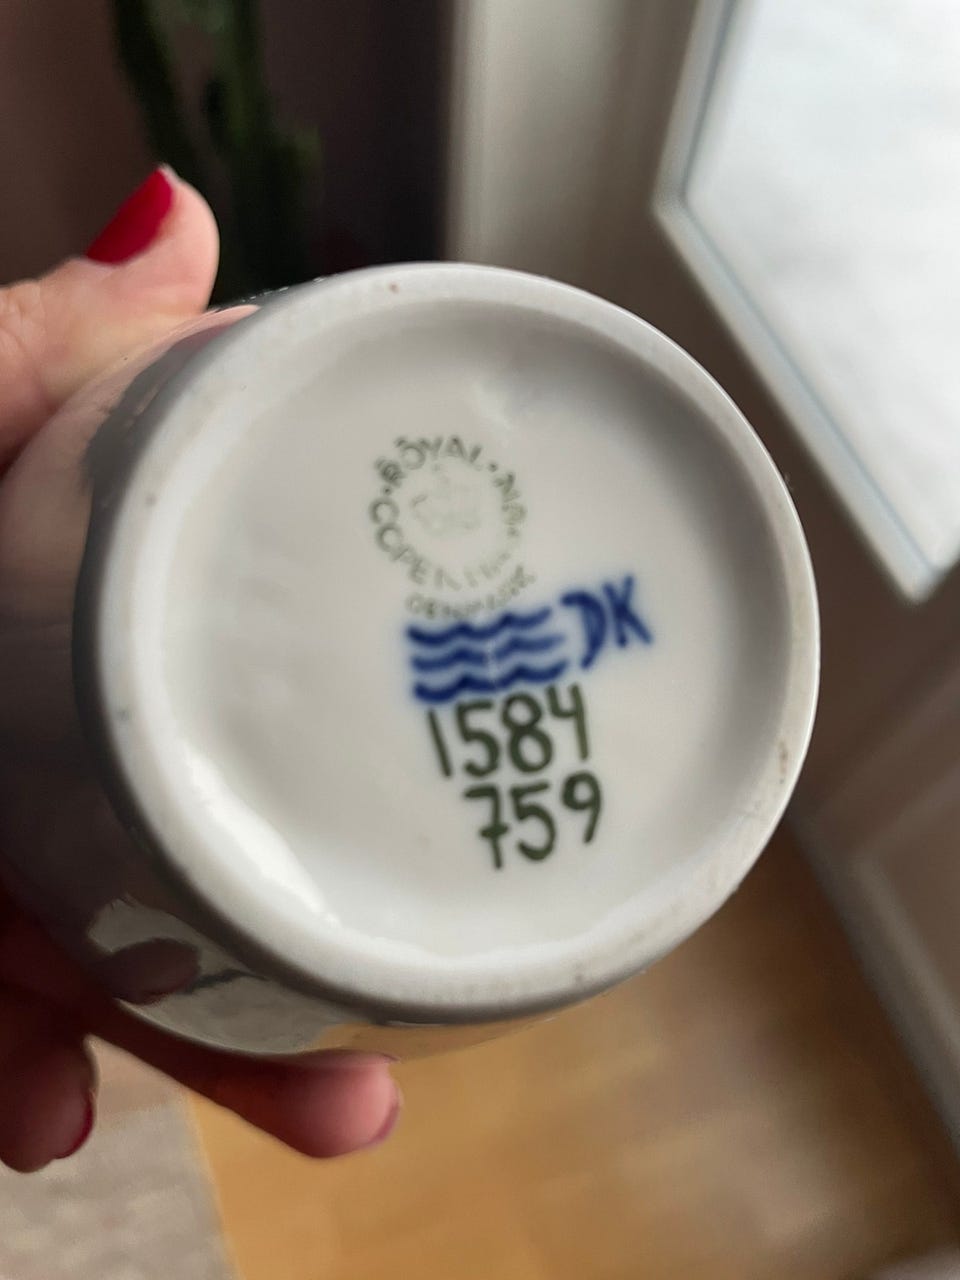 ROYAL
COPENHAGEN
DENMARK
DK
1584
759